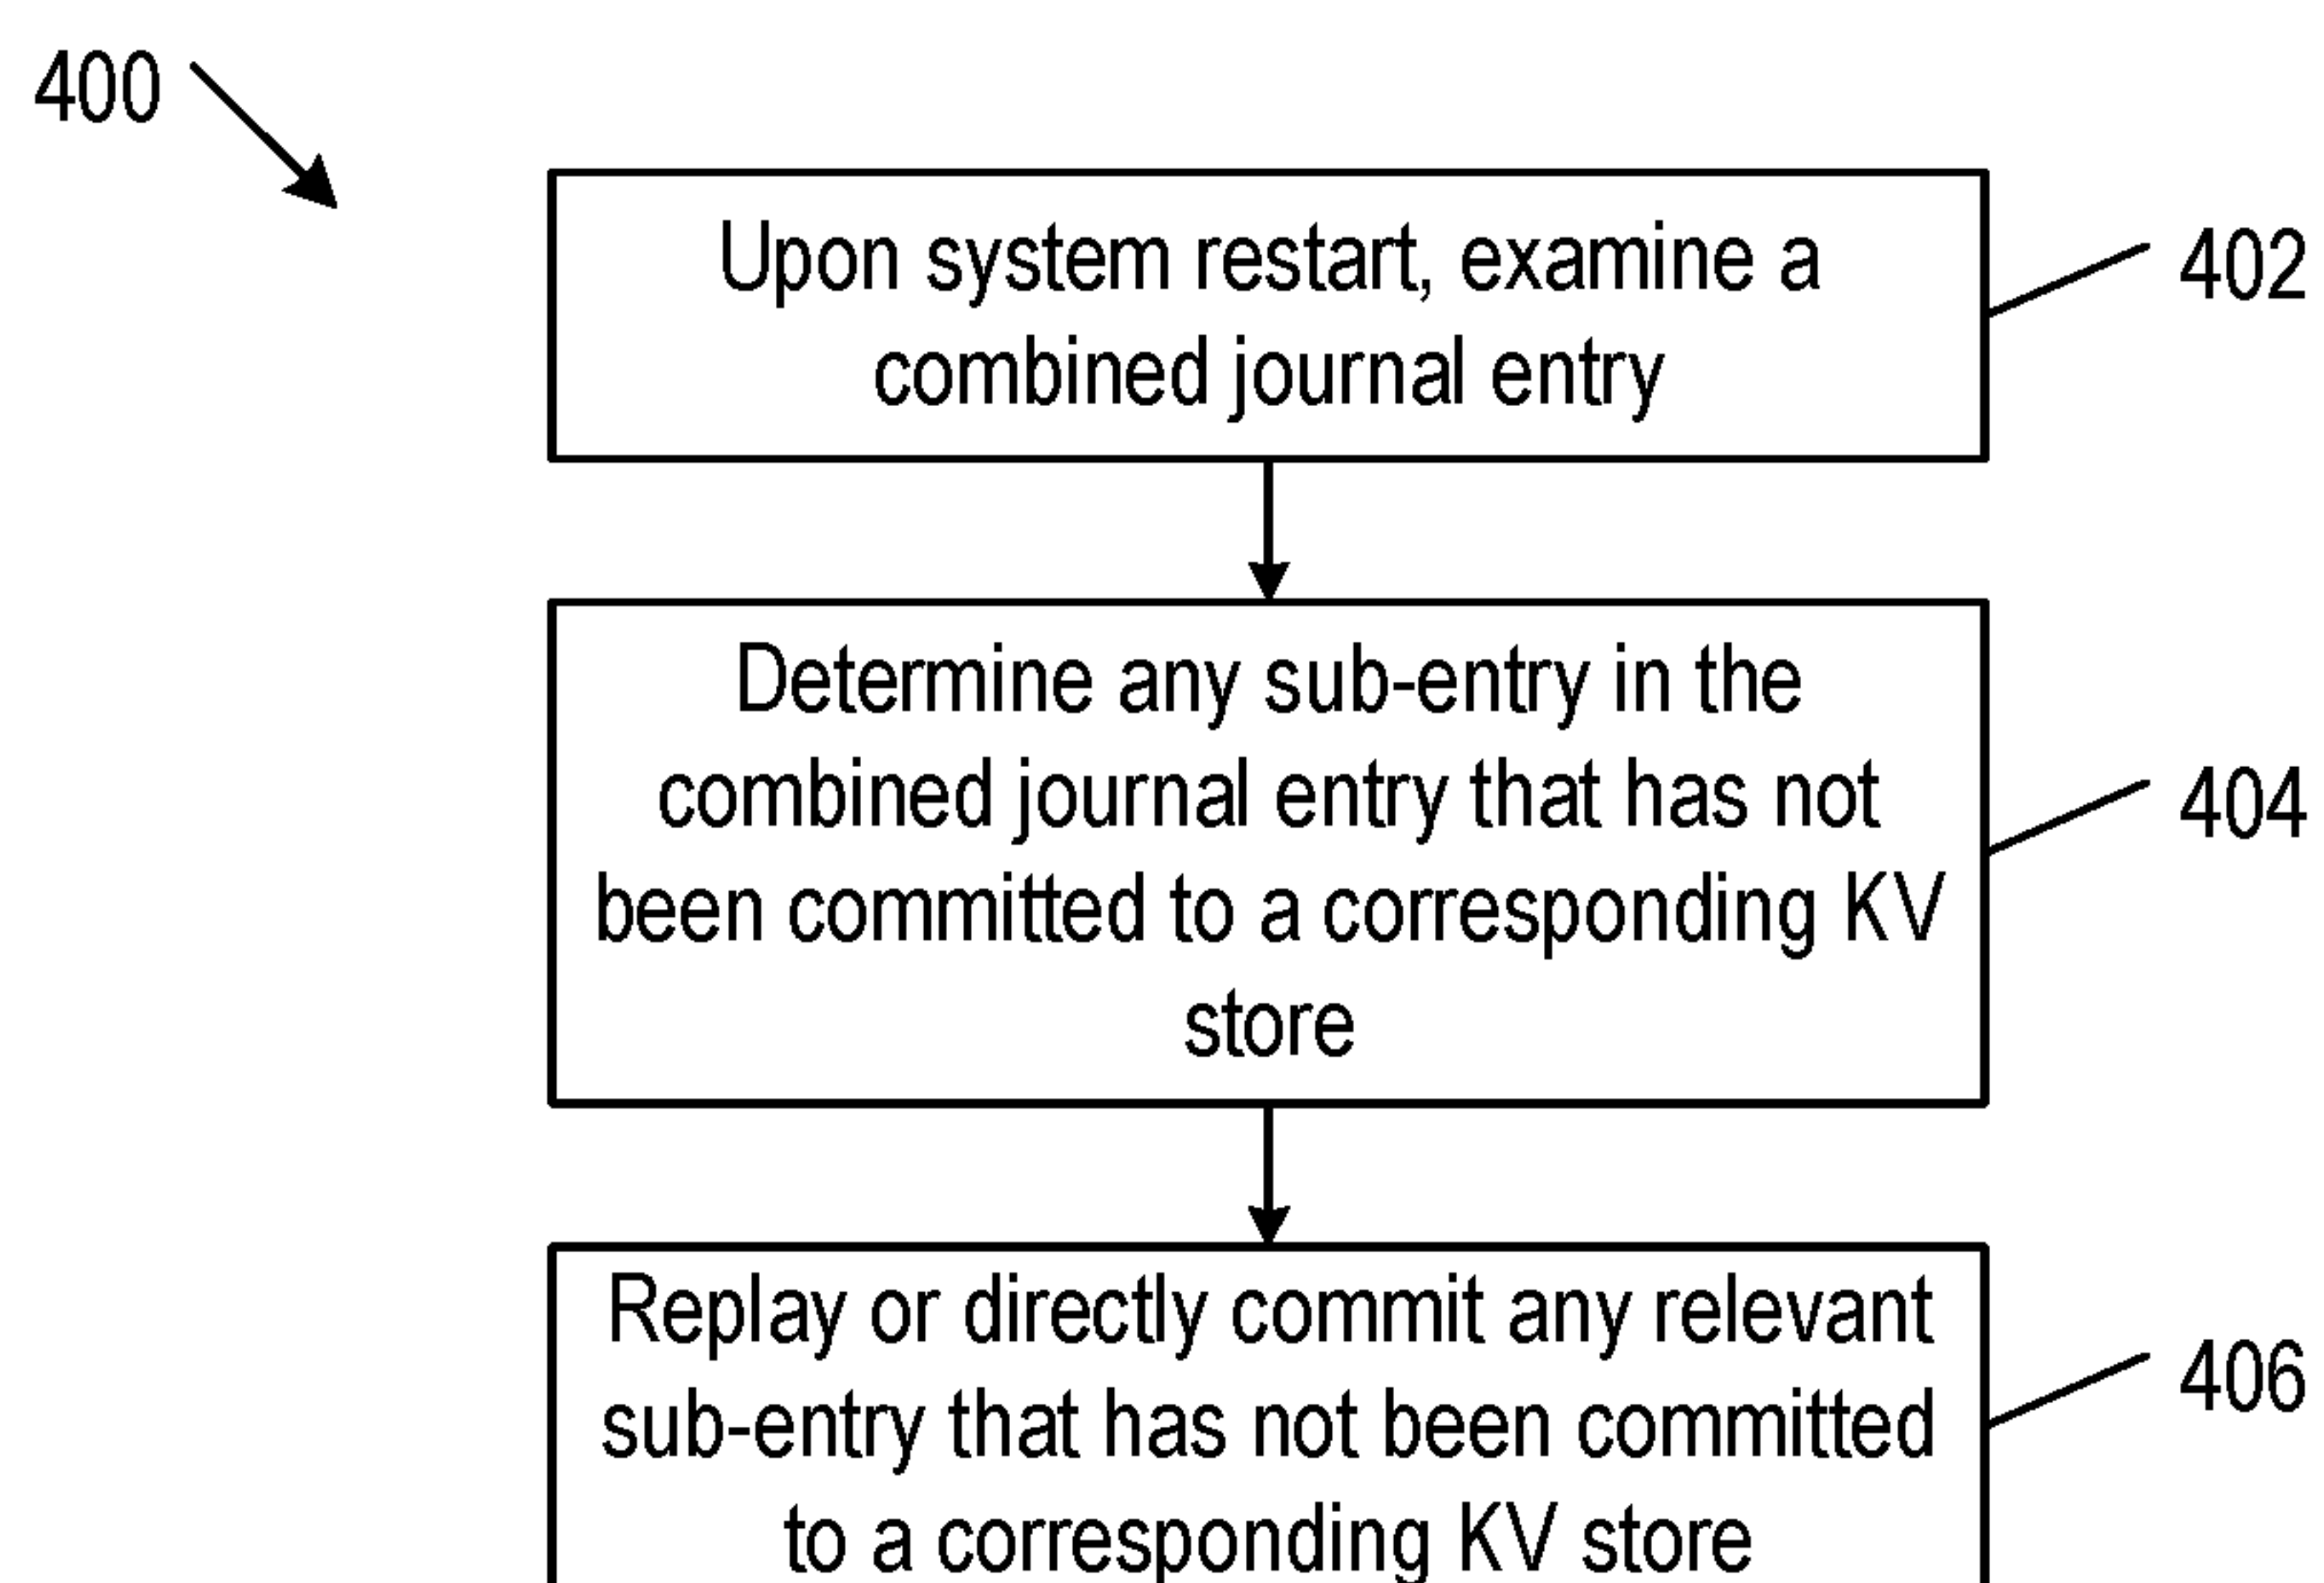 400
Upon system restart, examine a
combined journal entry
402
Determine any sub-entry in the
combined journal entry that has not
been committed to a corresponding KV
store
404
Replay or directly commit any relevant
sub-entry that has not been committed
to a corresponding KV store
406